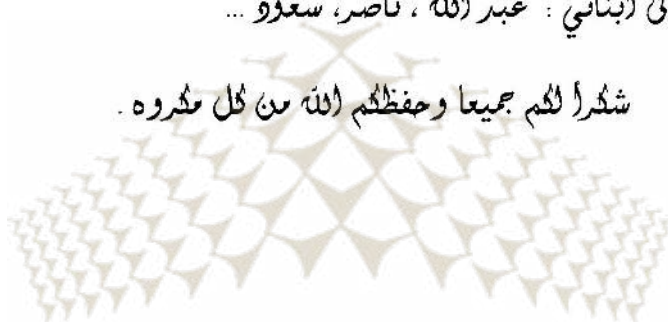 أبنائي : عبد الله ، ناصر، سعود ...
شكراً لكم جميعا وحفظكم الله من كل مكروه .